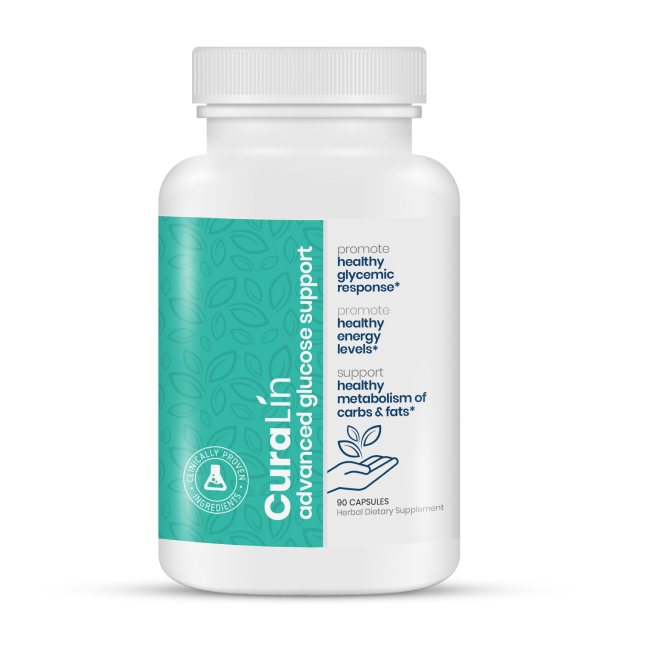 curaLín
advanced glucose support
CLINICALLY PROVEN
INGREDIENTS
promote
healthy
glycemic
response*
promote
healthy
energy
levels*
support
healthy
metabolism of
carbs & fats*
90 CAPSULES
Herbal Dietary Supplement